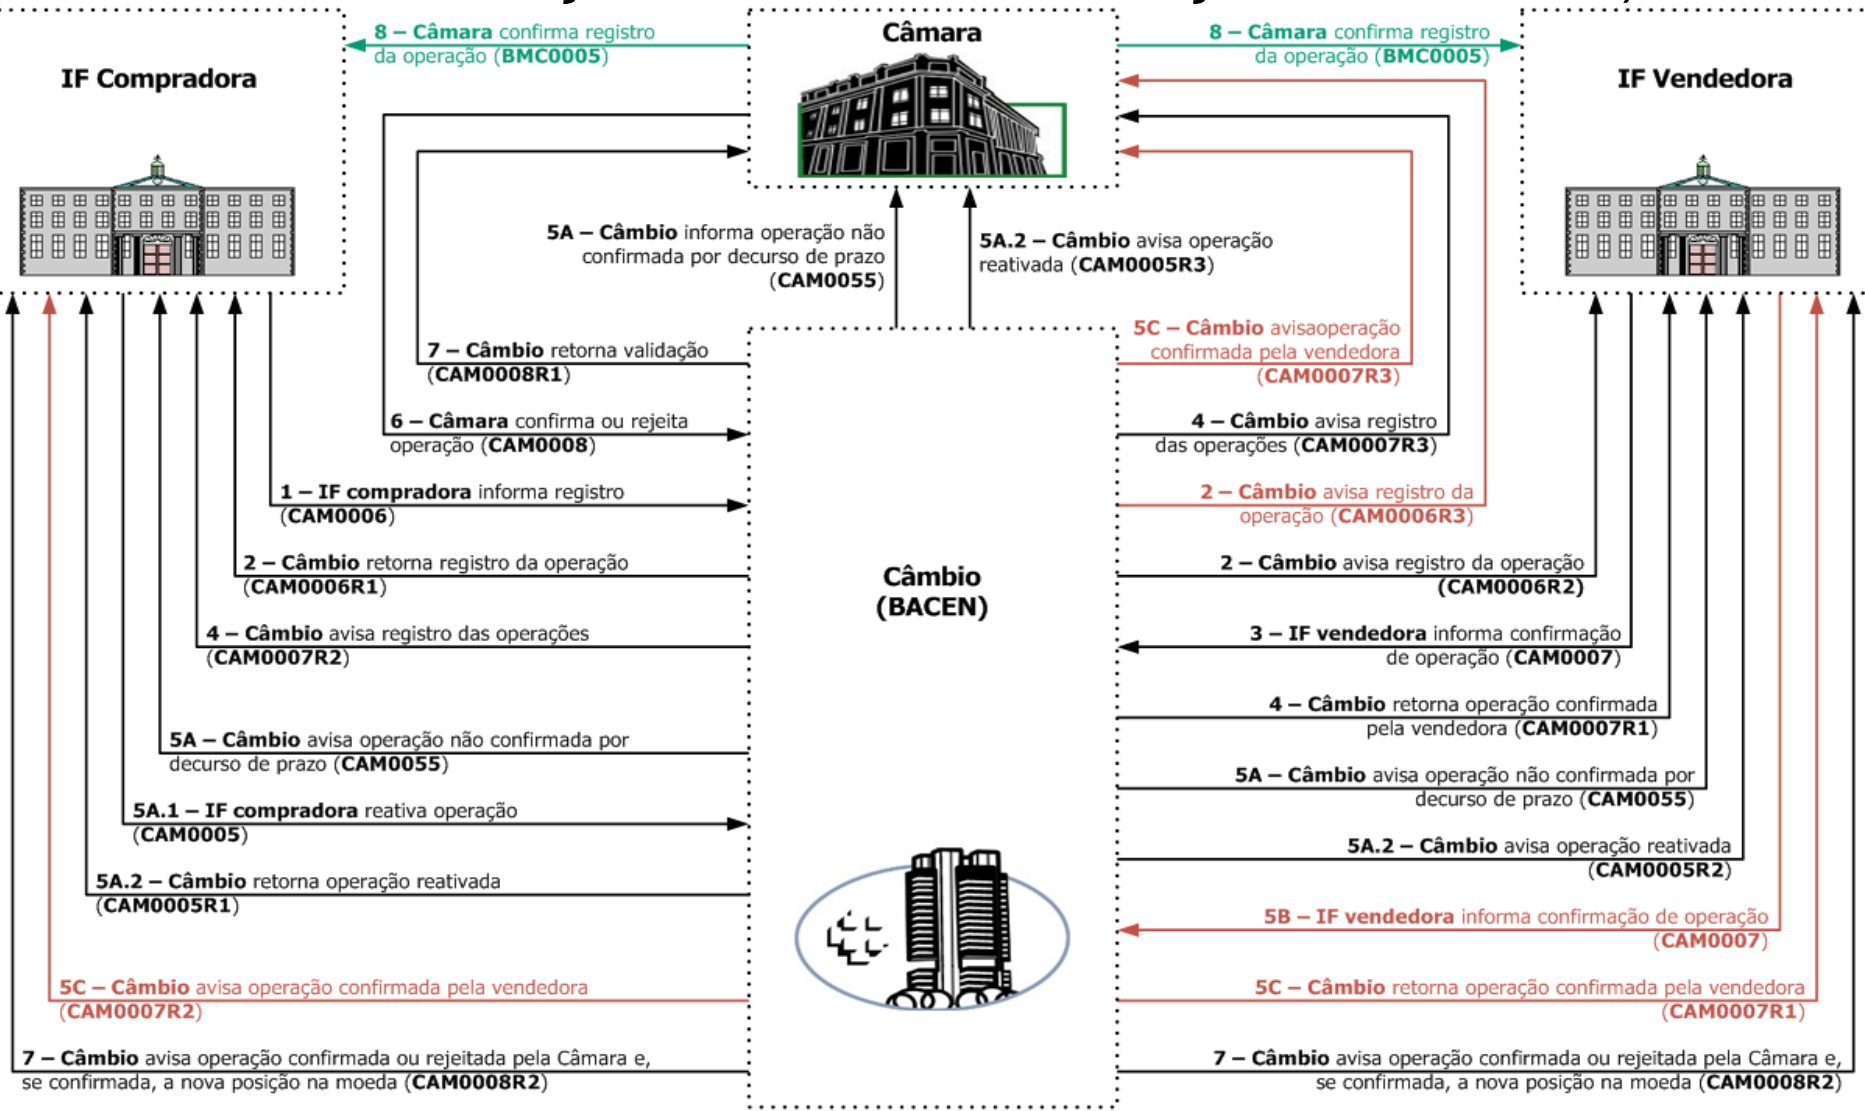 8 – Câmara confirma registro
da operação (BMC0005)
Câmara
8 – Câmara confirma registro
da operação (BMC0005)
IF Compradora
IF Vendedora
5A – Câmbio informa operação não
confirmada por decurso de prazo
(CAM0055)
5A.2 – Câmbio avisa operação
reativada (CAM0005R3)
7 – Câmbio retorna validação
(CAM0008R1)
5C – Câmbio avisaoperação
confirmada pela vendedora
(CAM0007R3)
6 – Câmara confirma ou rejeita
operação (CAM0008)
4 – Câmbio avisa registro
das operações (CAM0007R3)
1 – IF compradora informa registro
(CAM0006)
2 – Câmbio avisa registro da
operação (CAM0006R3)
2 – Câmbio retorna registro da operação
(CAM0006R1)
Câmbio
(BACEN)
2 – Câmbio avisa registro da operação
(CAM0006R2)
4 – Câmbio avisa registro das operações
(CAM0007R2)
3 – IF vendedora informa confirmação
de operação (CAM0007)
4 – Câmbio retorna operação confirmada
pela vendedora (CAM0007R1)
5A – Câmbio avisa operação não confirmada por
decurso de prazo (CAM0055)
5A – Câmbio avisa operação não confirmada por
decurso de prazo (CAM0055)
5A.1 – IF compradora reativa operação
(CAM0005)
5A.2 – Câmbio avisa operação reativada
(CAM0005R2)
5A.2 – Câmbio retorna operação reativada
(CAM0005R1)
5B – IF vendedora informa confirmação de operação
(CAM0007)
5C – Câmbio avisa operação confirmada pela vendedora
(CAM0007R2)
5C – Câmbio retorna operação confirmada pela vendedora
(CAM0007R1)
7 – Câmbio avisa operação confirmada ou rejeitada pela Câmara e,
se confirmada, a nova posição na moeda (CAM0008R2)
7 – Câmbio avisa operação confirmada ou rejeitada pela Câmara e,
se confirmada, a nova posição na moeda (CAM0008R2)